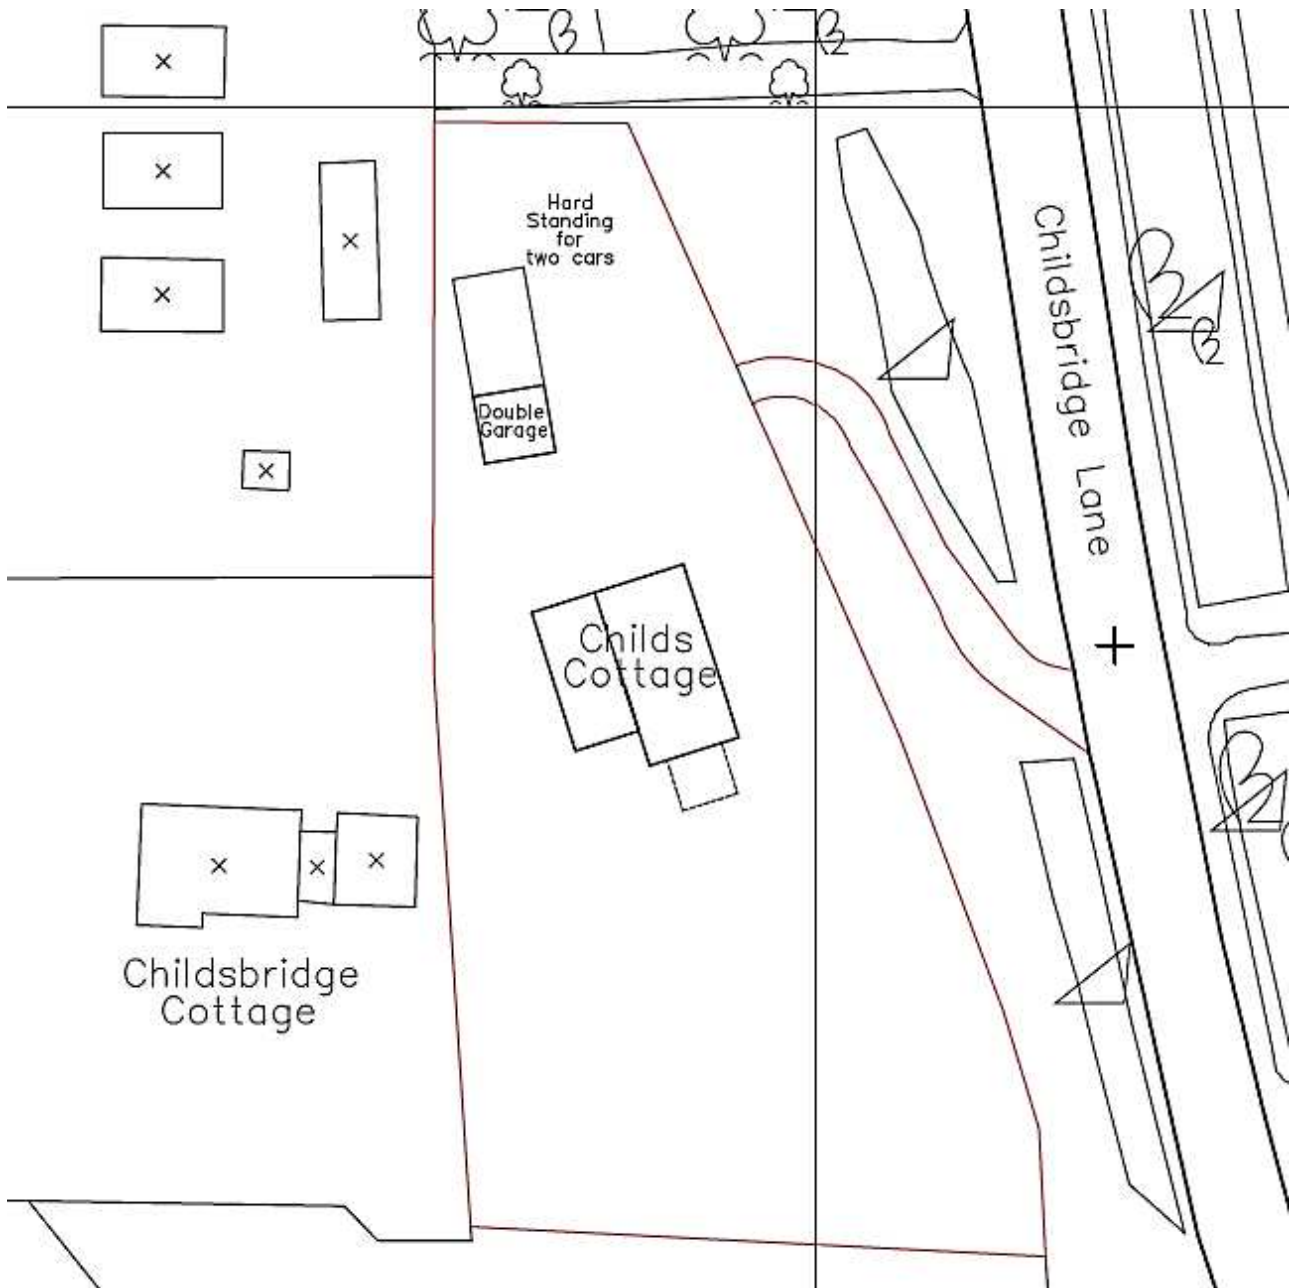 Hard
Standing
for
two cars
Childsbridge Lane
Double
Garage
Childs
Cottage
Childsbridge
Cottage